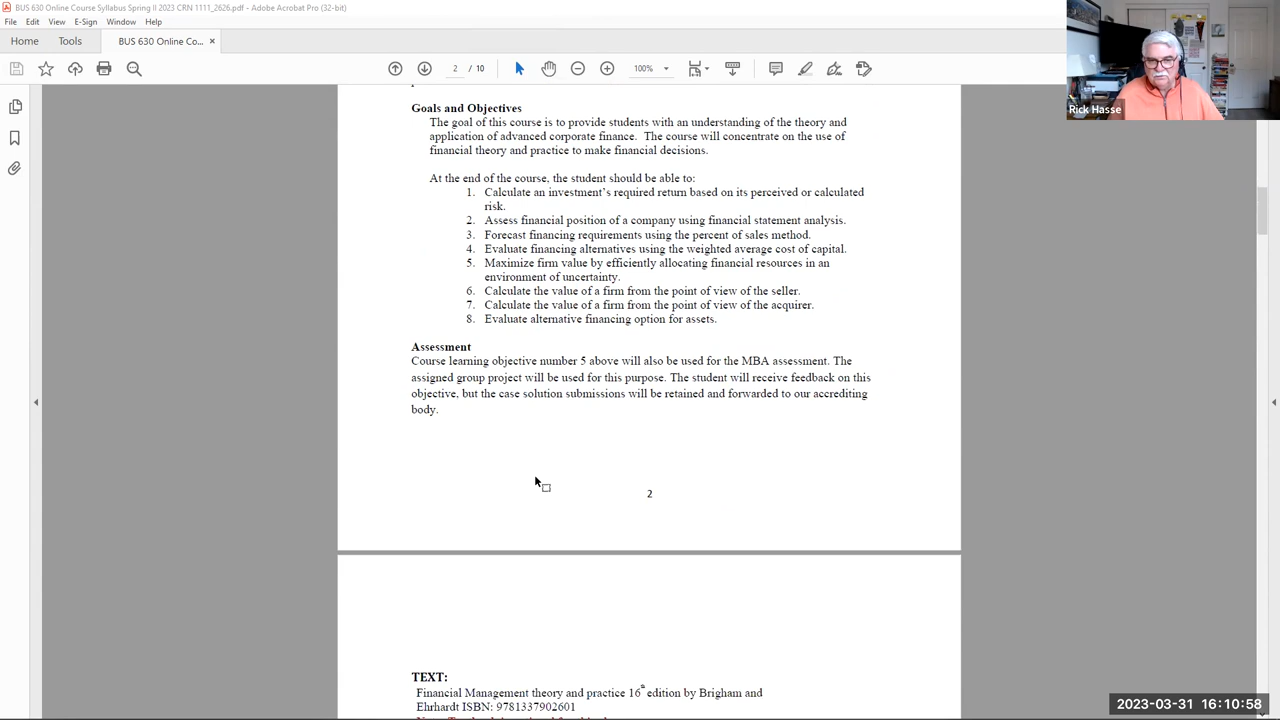 BUS 630 Online Course Syllabus Spring II 2023 CRN 1111_2626.pdf - Adobe Acrobat Pro (32-bit)
File Edit View E-Sign Window Help
Home Tools BUS 630 Online Co... ×
2 100%
Rick Hasse
Goals and Objectives
The goal of this course is to provide students with an understanding of the theory and
application of advanced corporate finance. The course will concentrate on the use of
financial theory and practice to make financial decisions.
At the end of the course, the student should be able to:
1. Calculate an investment's required return based on its perceived or calculated
risk.
2. Assess financial position of a company using financial statement analysis.
3. Forecast financing requirements using the percent of sales method.
4. Evaluate financing alternatives using the weighted average cost of capital.
5. Maximize firm value by efficiently allocating financial resources in an
environment of uncertainty.
6. Calculate the value of a firm from the point of view of the seller.
7. Calculate the value of a firm from the point of view of the acquirer.
8. Evaluate alternative financing option for assets.
Assessment
Course learning objective number 5 above will also be used for the MBA assessment. The
assigned group project will be used for this purpose. The student will receive feedback on this
objective, but the case solution submissions will be retained and forwarded to our accrediting
body.
2
TEXT:
Financial Management theory and practice 16th edition by Brigham and
Ehrhardt ISBN: 9781337902601
2023-03-31 16:10:58